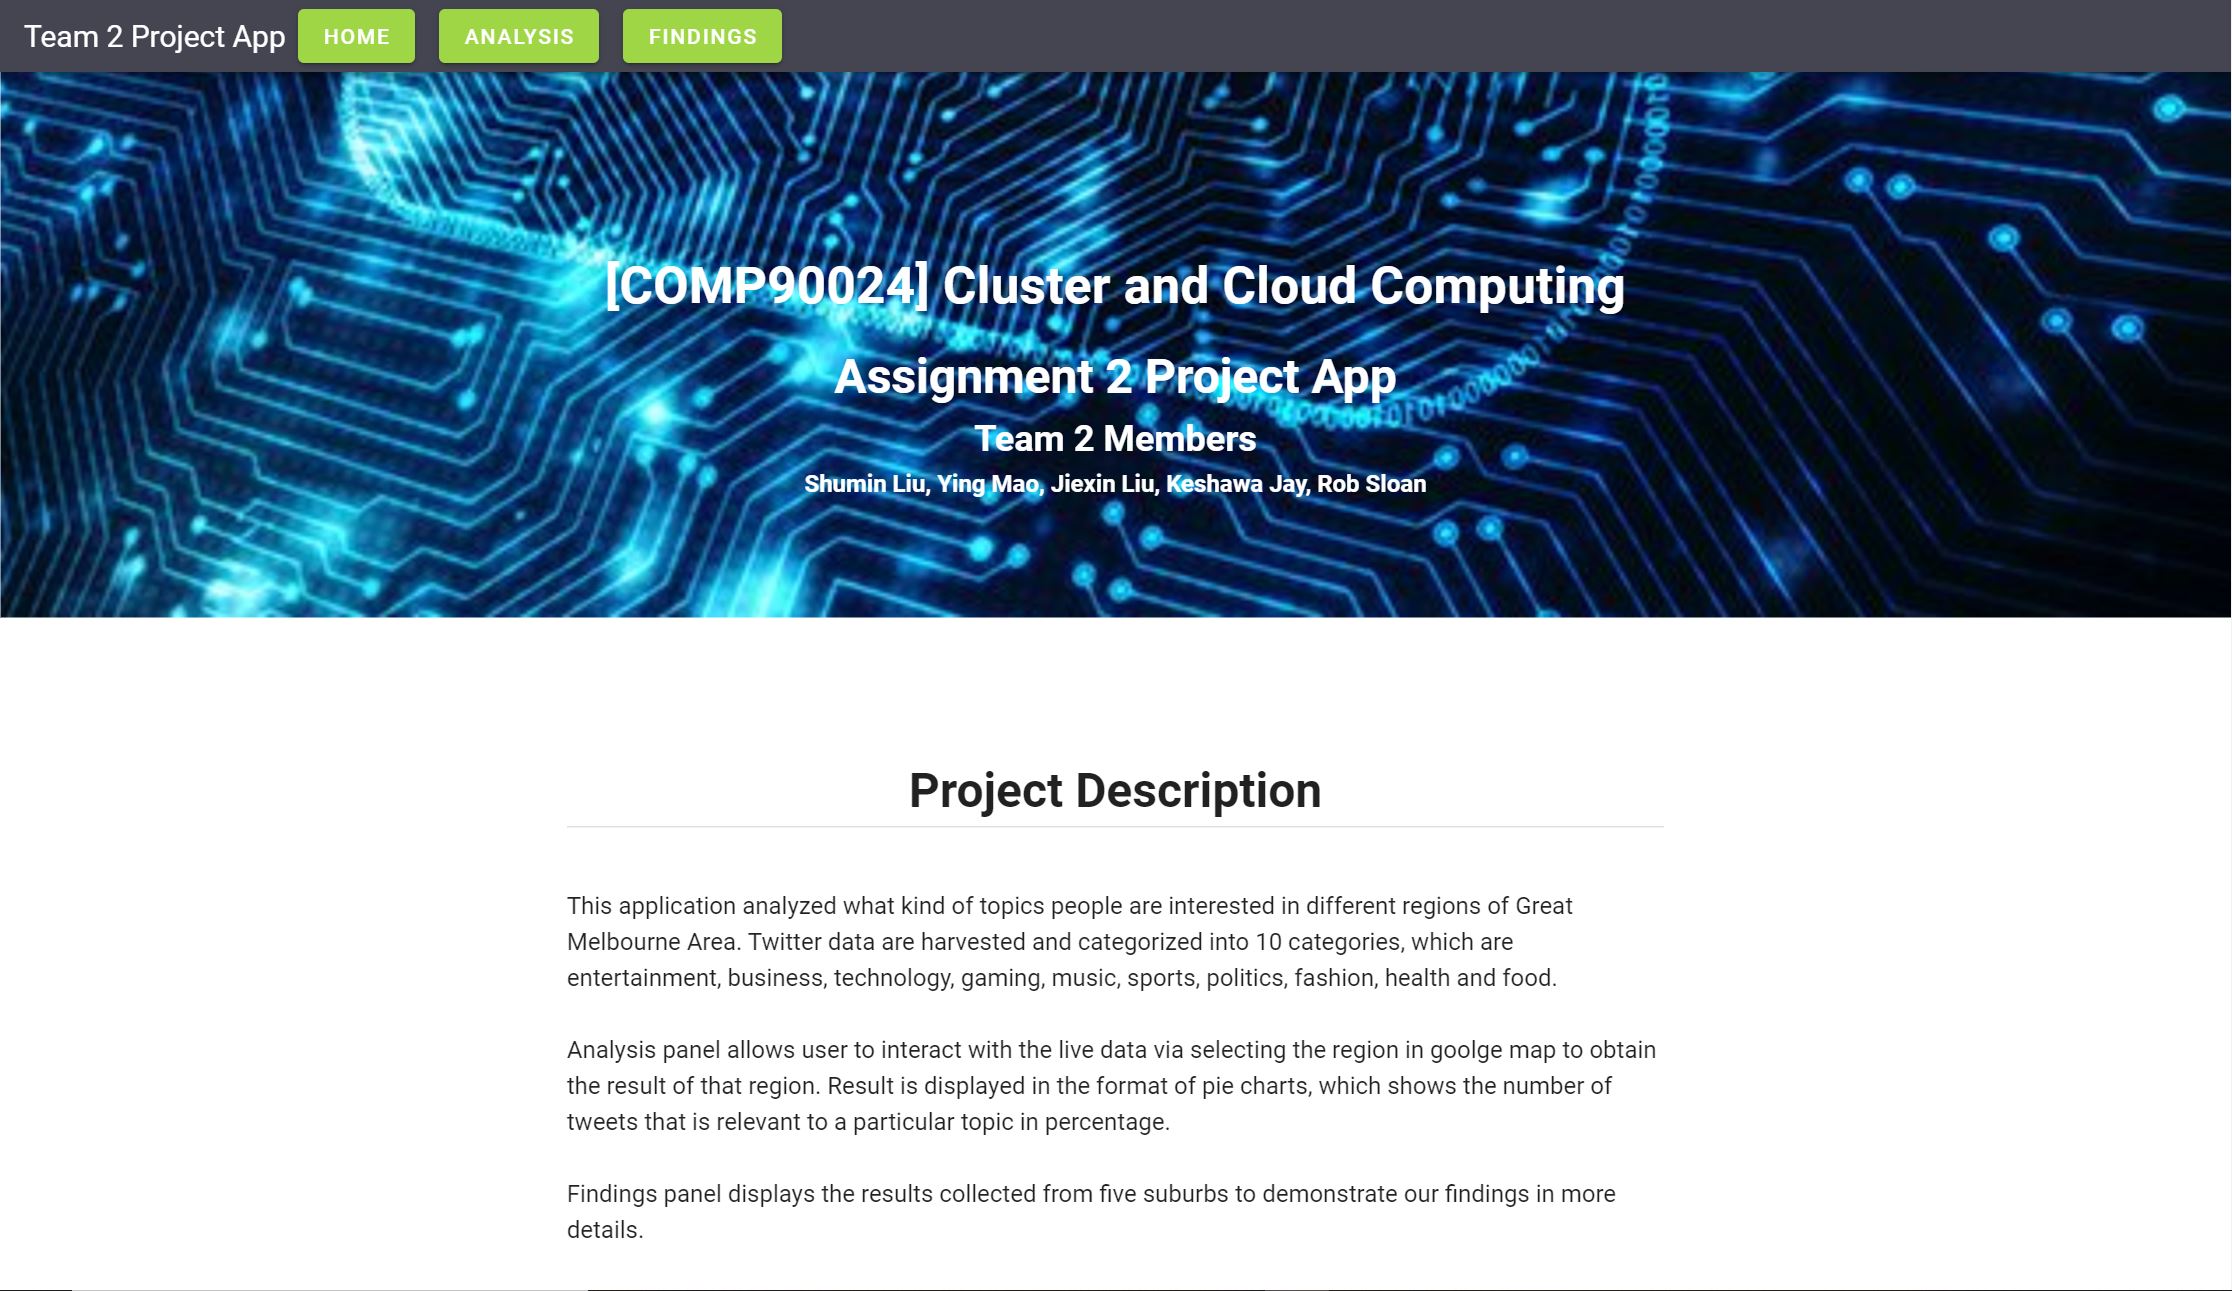 Team 2 Project App HOME ANALYSIS FINDINGS
[COMP90024] Cluster and Cloud Computing
Assignment 2 Project App
Team 2 Members
Shumin Liu, Ying Mao, Jiexin Liu, Keshawa Jay, Rob Sloan
Project Description
This application analyzed what kind of topics people are interested in different regions of Great
Melbourne Area. Twitter data are harvested and categorized into 10 categories, which are
entertainment, business, technology, gaming, music, sports, politics, fashion, health and food.
Analysis panel allows user to interact with the live data via selecting the region in goolge map to obtain
the result of that region. Result is displayed in the format of pie charts, which shows the number of
tweets that is relevant to a particular topic in percentage.
Findings panel displays the results collected from five suburbs to demonstrate our findings in more
details.